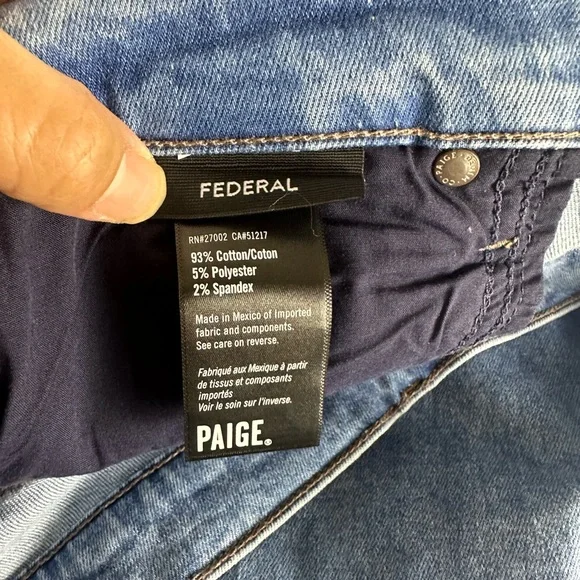 FEDERAL
PAIGE
RN#27002 CA#51217
93% Cotton/Coton
5% Polyester
2% Spandex
Made in Mexico of Imported
fabric and components.
See care on reverse.
Fabriqué aux Mexique à partir
de tissus et composants
importés
Voir le soin sur l'inverse.
PAIGE®